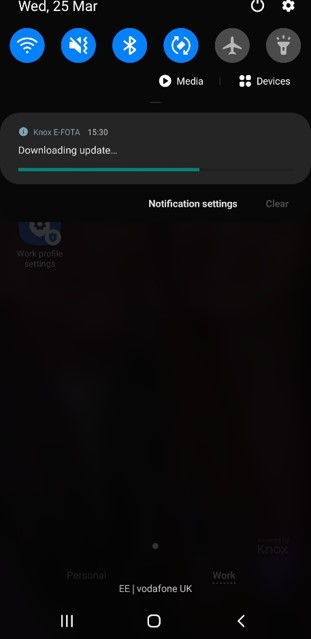 Wed, 25 Mar
Media
Devices
Knox E-FOTA 15:30
Downloading update...
Notification settings
Clear
Work profile
settings
Knox
Personal
Work
EE | vodafone UK